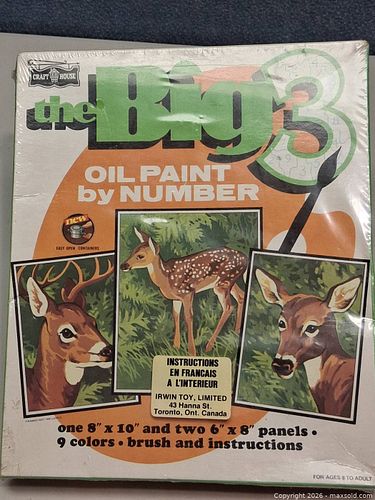 CRAFT HOUSE
the Big 3
OIL PAINT
by NUMBER
new
EASY OPEN CONTAINERS
INSTRUCTIONS
EN FRANCAIS
A L'INTERIEUR
IRWIN TOY, LIMITED
43 Hanna St.
Toronto, Ont. Canada
one 8" x 10" and two 6" x 8" panels •
9 colors • brush and instructions
FOR AGES 8 TO ADULT
Copyright 2026 - maxsold.com